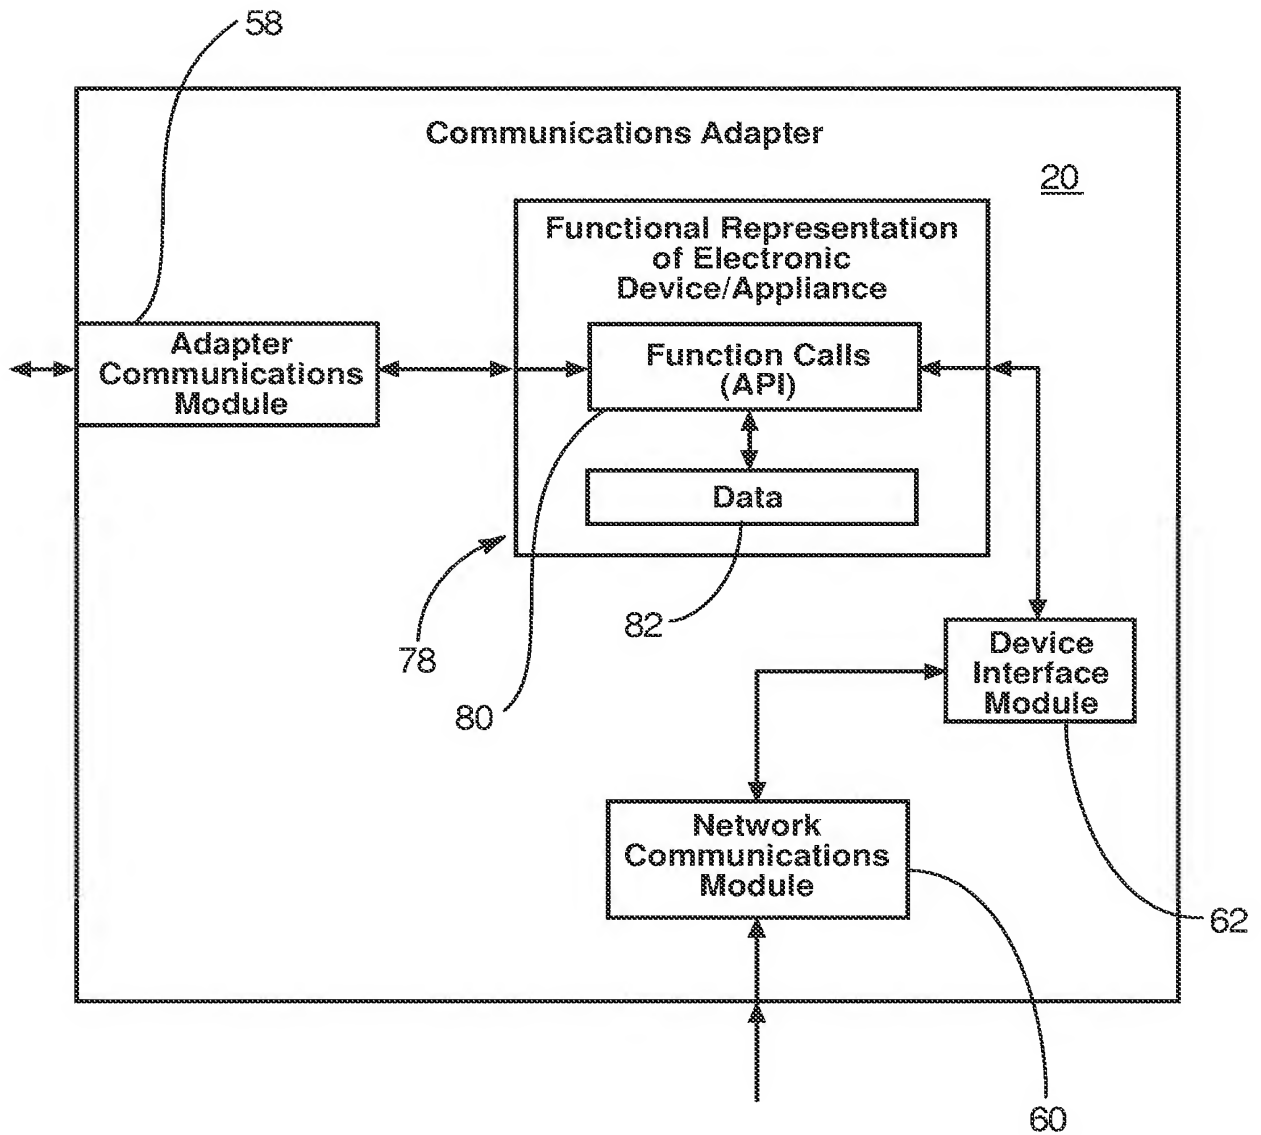 58
Communications Adapter
20
Functional Representation
of Electronic
Device/Appliance
Adapter
Communications
Module
Function Calls
(API)
Data
78
80
82
Device
Interface
Module
Network
Communications
Module
62
60